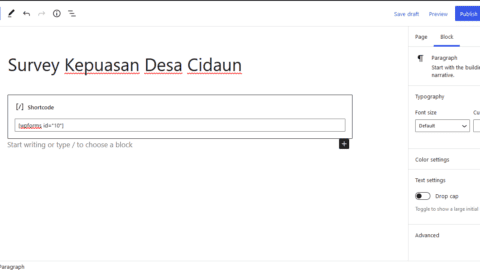 Save draft Preview Publish
Page Block
Survey Kepuasan Desa Cidaun
Paragraph
Start with the buildi
narrative.
[/] Shortcode
[wpforms id="10"]
Start writing or type / to choose a block
Typography
Font size Cu
Default
Color settings
Text settings
Drop cap
Toggle to show a large initial
Advanced
Paragraph